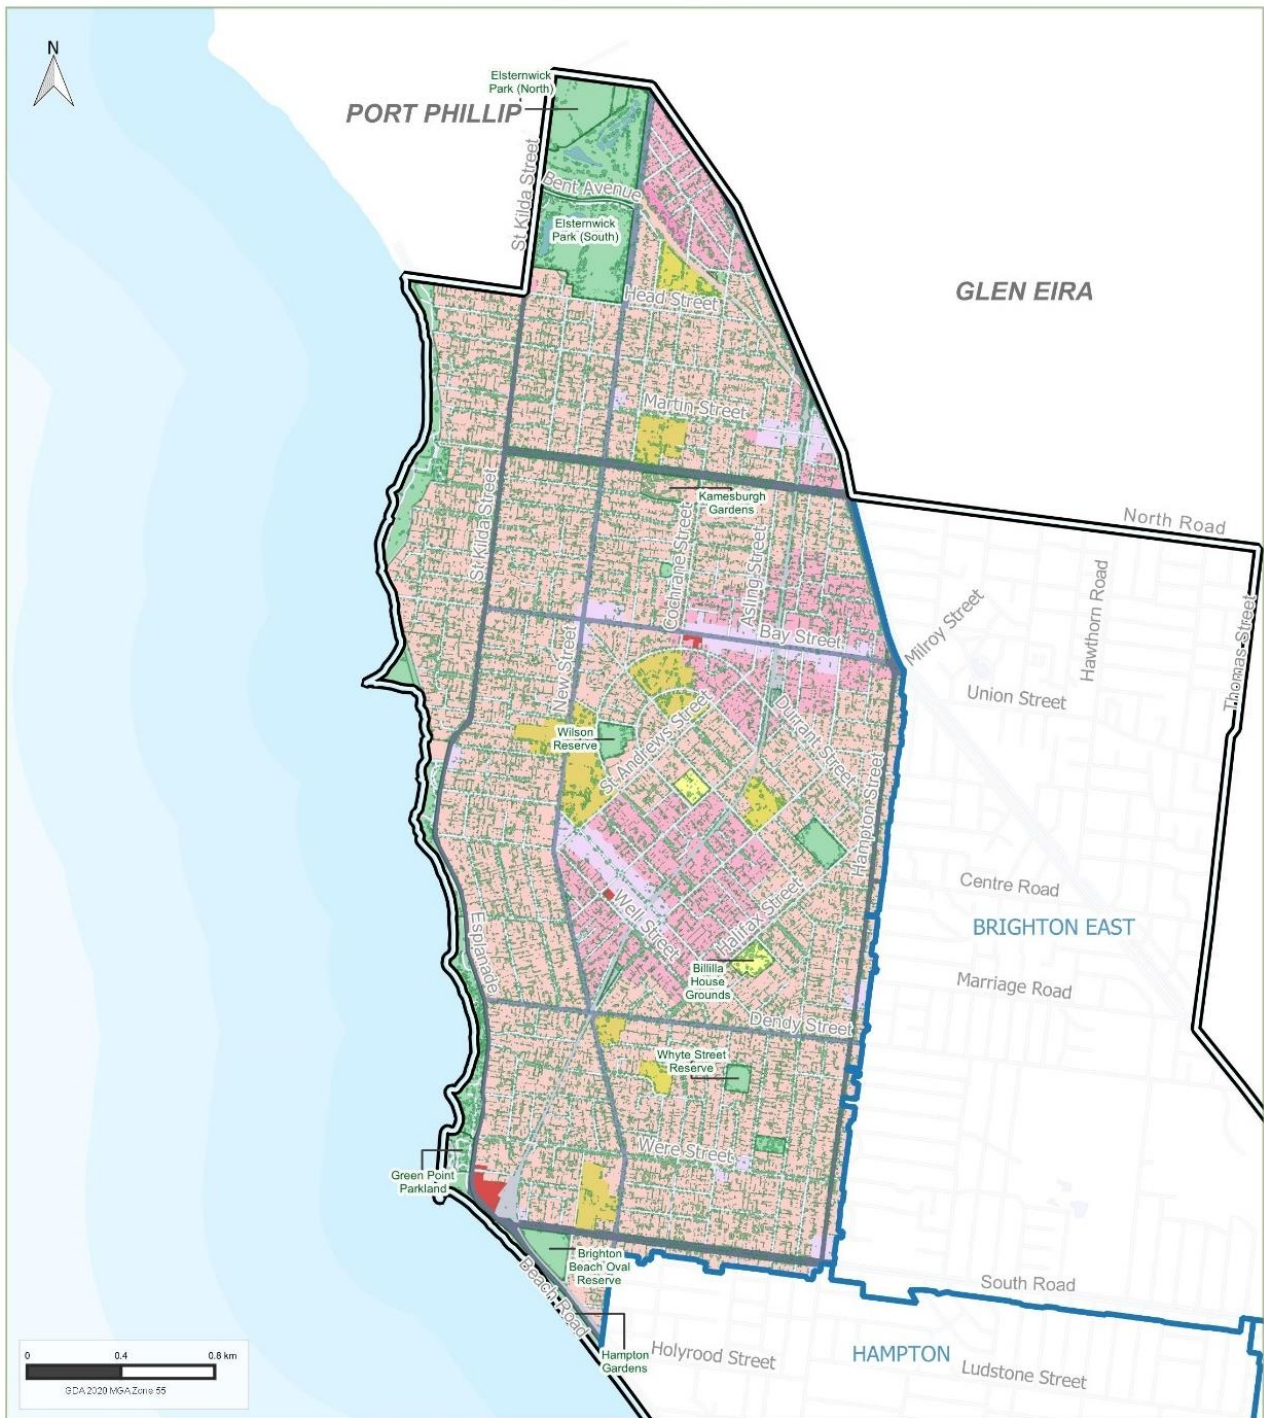 N
Elsternwick
Park (North)
PORT PHILLIP
St Kilda Street
Bent Avenue
Elsternwick
Park (South)
GLEN EIRA
Head Street
Martin Street
Kamesburgh
Gardens
North Road
St Kilda Street
Cochrane Street
Asling Street
Hawthorn Road
Thomas Street
Milroy Street
Bay Street
New Street
Union Street
Wilson
Reserve
St Andrews Street
Durrant Street
Hampton Street
Centre Road
Well Street
Halifax Street
BRIGHTON EAST
Esplanade
Billilla
House
Grounds
Marriage Road
Dendy Street
Whyte Street
Reserve
Were Street
Green Point
Parkland
Brighton
Beach Oval
Reserve
Beach Road
South Road
Hampton
Gardens
Holyrood Street
HAMPTON
Ludstone Street
0 0.4 0.8 km
GDA 2020 MGA Zone 55